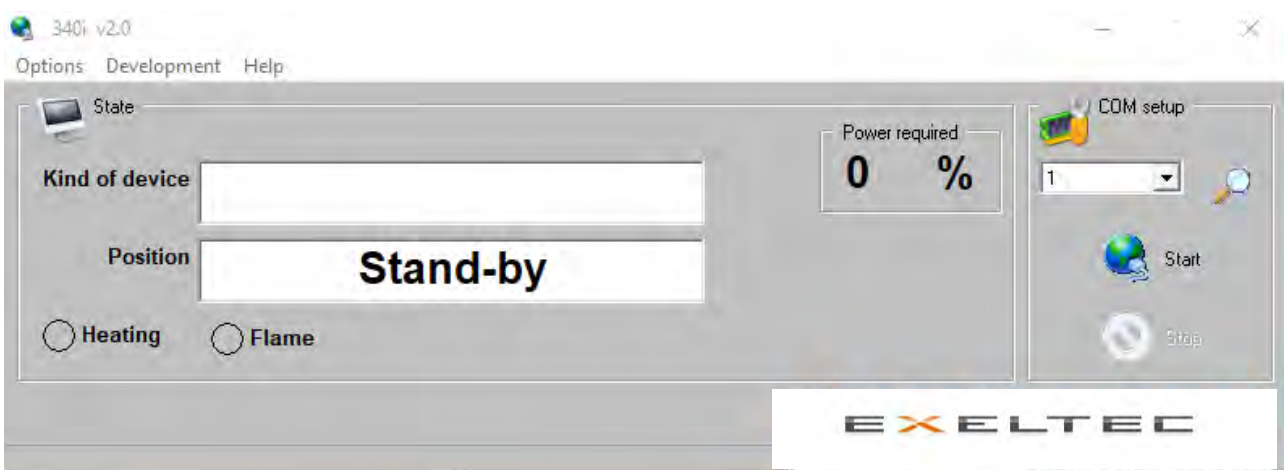 340i v2.0
Options Development Help
State
Kind of device
Position
Stand-by
Heating
Flame
Power required
0 %
COM setup
1
Start
Stop
EXELTEC